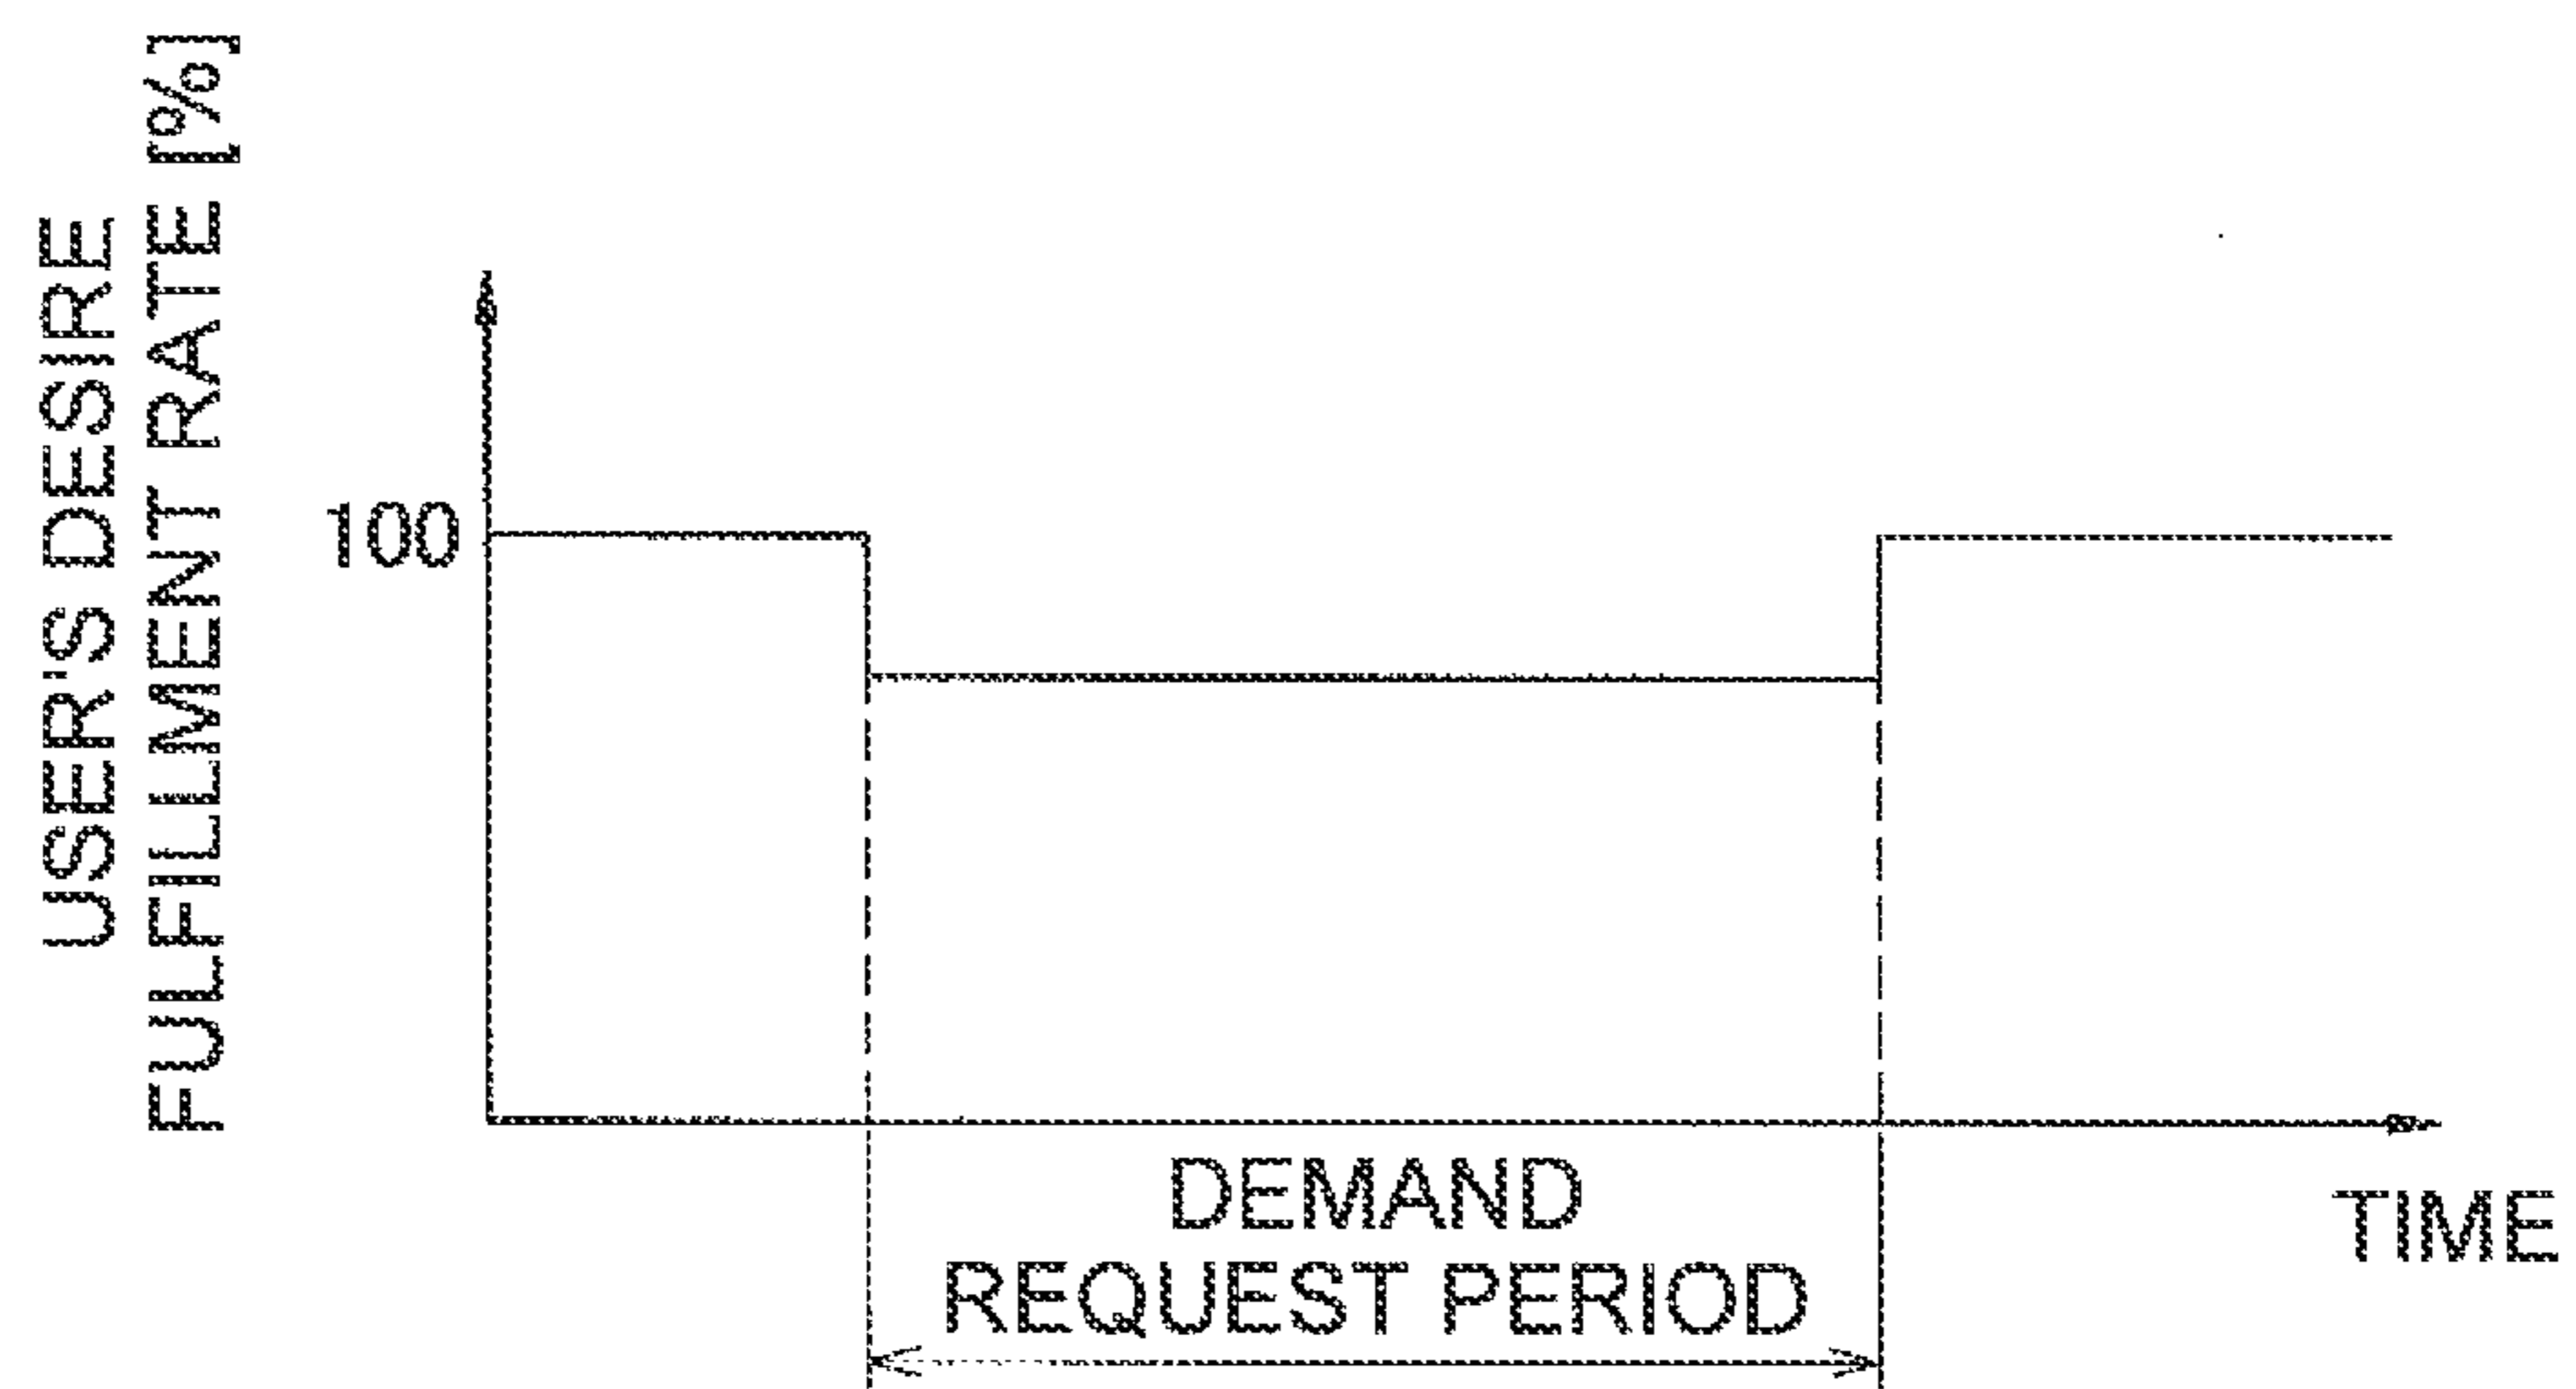 USER'S DESIRE
FULFILLMENT RATE [%]
100
DEMAND
REQUEST PERIOD
TIME